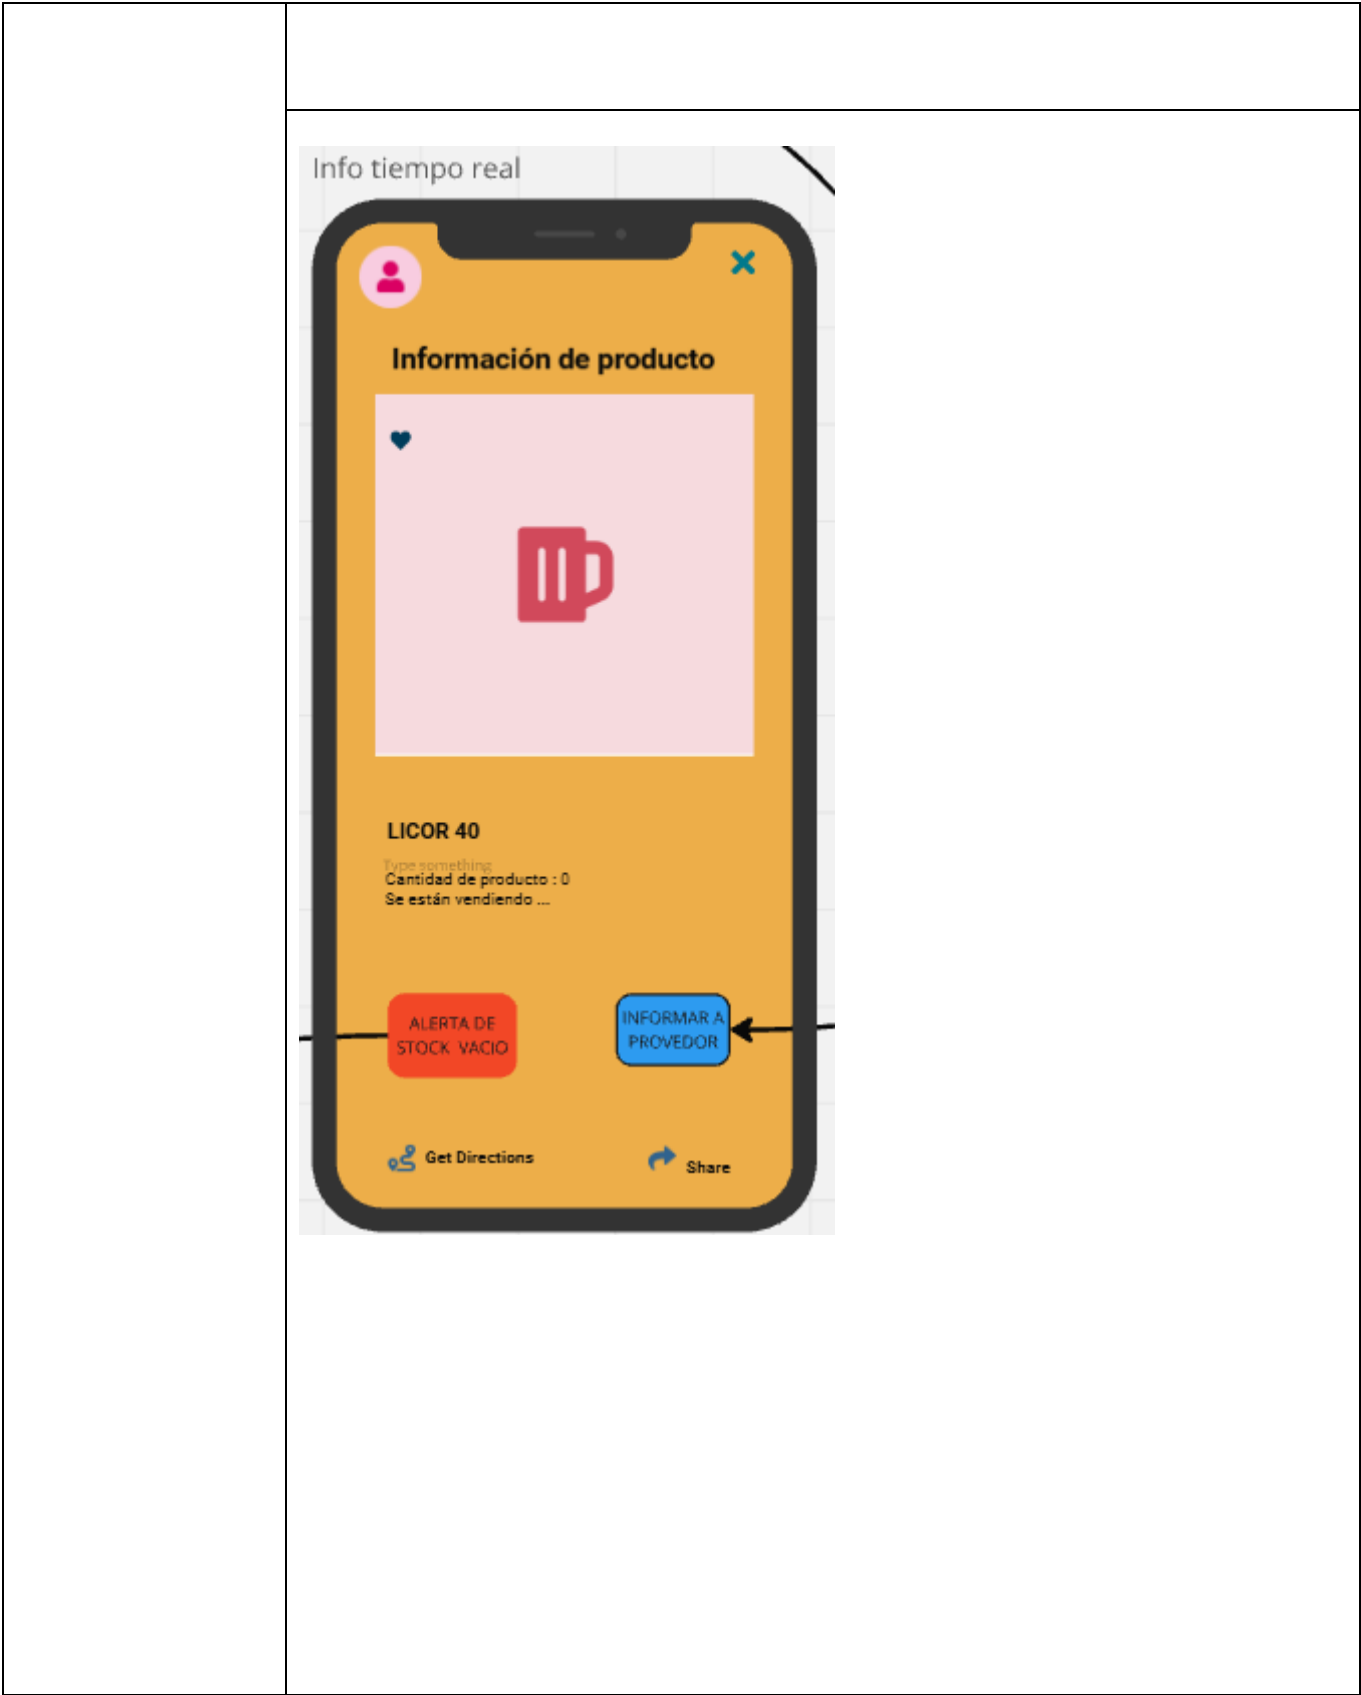 Info tiempo real
Información de producto
LICOR 40
Type something
Cantidad de producto : 0
Se están vendiendo ...
ALERTA DE
STOCK VACIO
INFORMAR A
PROVEDOR
Get Directions
Share